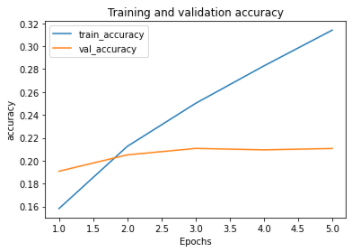 Training and validation accuracy
train_accuracy
val_accuracy
accuracy
0.32
0.30
0.28
0.26
0.24
0.22
0.20
0.18
0.16
1.0 1.5 2.0 2.5 3.0 3.5 4.0 4.5 5.0
Epochs